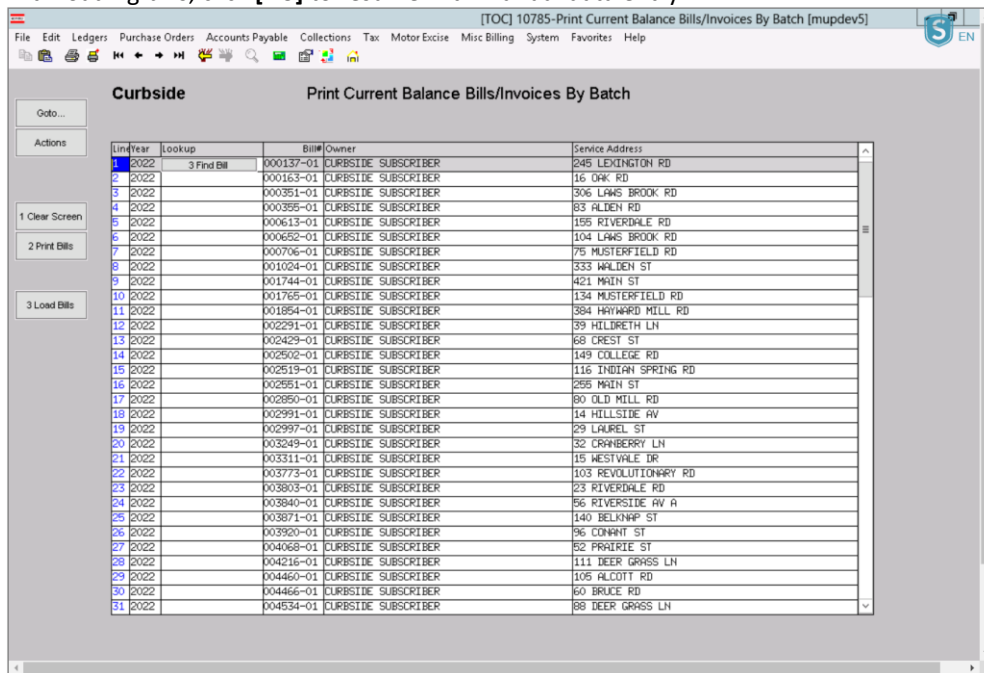 [TOC] 10785-Print Current Balance Bills/Invoices By Batch [mupdev5]
File Edit Ledgers Purchase Orders Accounts Payable Collections Tax Motor Excise Misc Billing System Favorites Help
S EN
Curbside Print Current Balance Bills/Invoices By Batch
Goto...
Actions
1 Clear Screen
2 Print Bills
3 Load Bills
Line Year Lookup Bill# Owner Service Address
1 2022 3 Find Bill 000137-01 CURBSIDE SUBSCRIBER 245 LEXINGTON RD
2 2022 000163-01 CURBSIDE SUBSCRIBER 16 OAK RD
3 2022 000351-01 CURBSIDE SUBSCRIBER 306 LAWS BROOK RD
4 2022 000355-01 CURBSIDE SUBSCRIBER 83 ALDEN RD
5 2022 000613-01 CURBSIDE SUBSCRIBER 155 RIVERDALE RD
6 2022 000652-01 CURBSIDE SUBSCRIBER 104 LAWS BROOK RD
7 2022 000706-01 CURBSIDE SUBSCRIBER 75 MUSTERFIELD RD
8 2022 001024-01 CURBSIDE SUBSCRIBER 333 WALDEN ST
9 2022 001744-01 CURBSIDE SUBSCRIBER 421 MAIN ST
10 2022 001765-01 CURBSIDE SUBSCRIBER 134 MUSTERFIELD RD
11 2022 001854-01 CURBSIDE SUBSCRIBER 384 HAYWARD MILL RD
12 2022 002291-01 CURBSIDE SUBSCRIBER 39 HILDRETH LN
13 2022 002429-01 CURBSIDE SUBSCRIBER 68 CREST ST
14 2022 002502-01 CURBSIDE SUBSCRIBER 149 COLLEGE RD
15 2022 002519-01 CURBSIDE SUBSCRIBER 116 INDIAN SPRING RD
16 2022 002551-01 CURBSIDE SUBSCRIBER 255 MAIN ST
17 2022 002850-01 CURBSIDE SUBSCRIBER 80 OLD MILL RD
18 2022 002991-01 CURBSIDE SUBSCRIBER 14 HILLSIDE AV
19 2022 002997-01 CURBSIDE SUBSCRIBER 29 LAUREL ST
20 2022 003249-01 CURBSIDE SUBSCRIBER 32 CRANBERRY LN
21 2022 003311-01 CURBSIDE SUBSCRIBER 15 WESTVALE DR
22 2022 003773-01 CURBSIDE SUBSCRIBER 103 REVOLUTIONARY RD
23 2022 003803-01 CURBSIDE SUBSCRIBER 23 RIVERDALE RD
24 2022 003840-01 CURBSIDE SUBSCRIBER 56 RIVERSIDE AV A
25 2022 003871-01 CURBSIDE SUBSCRIBER 140 BELKNAP ST
26 2022 003920-01 CURBSIDE SUBSCRIBER 96 CONANT ST
27 2022 004068-01 CURBSIDE SUBSCRIBER 52 PRAIRIE ST
28 2022 004216-01 CURBSIDE SUBSCRIBER 111 DEER GRASS LN
29 2022 004460-01 CURBSIDE SUBSCRIBER 105 ALCOTT RD
30 2022 004466-01 CURBSIDE SUBSCRIBER 60 BRUCE RD
31 2022 004534-01 CURBSIDE SUBSCRIBER 88 DEER GRASS LN